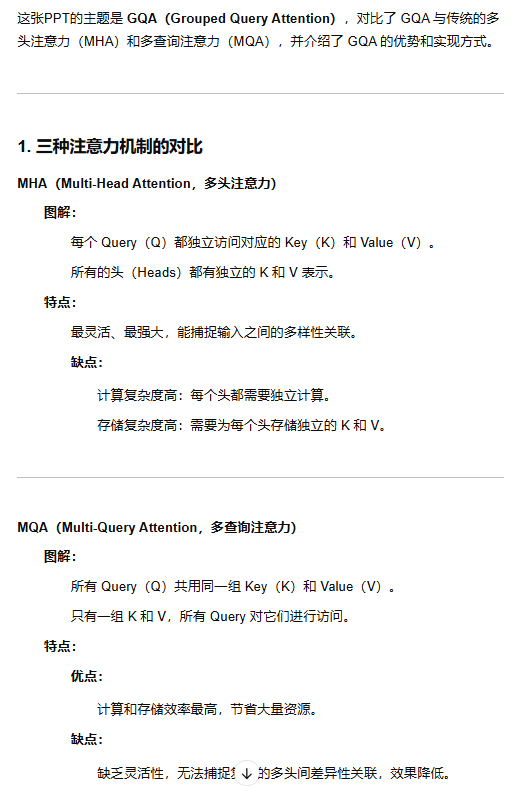 这张PPT的主题是 GQA（Grouped Query Attention），对比了 GQA 与传统的多
头注意力（MHA）和多查询注意力（MQA），并介绍了 GQA 的优势和实现方式。
1. 三种注意力机制的对比
MHA（Multi-Head Attention，多头注意力）
图解：
每个 Query（Q）都独立访问对应的 Key（K）和 Value（V）。
所有的头（Heads）都有独立的 K 和 V 表示。
特点：
最灵活、最强大，能捕捉输入之间的多样性关联。
缺点：
计算复杂度高：每个头都需要独立计算。
存储复杂度高：需要为每个头存储独立的 K 和 V。
MQA（Multi-Query Attention，多查询注意力）
图解：
所有 Query（Q）共用同一组 Key（K）和 Value（V）。
只有一组 K 和 V，所有 Query 对它们进行访问。
特点：
优点：
计算和存储效率最高，节省大量资源。
缺点：
缺乏灵活性，无法捕捉的多头间差异性关联，效果降低。